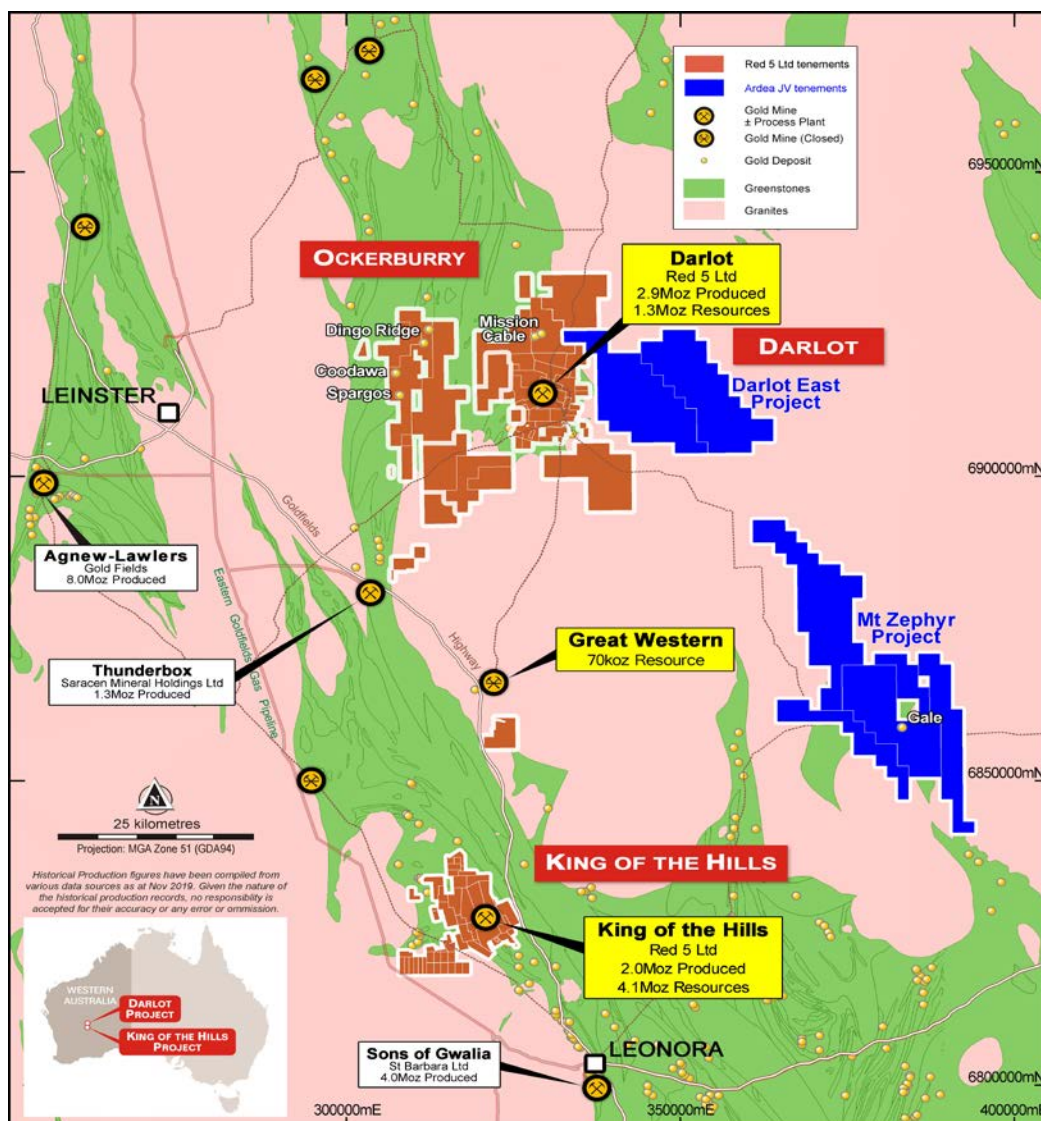 Red 5 Ltd tenements
Ardea JV tenements
Gold Mine
± Process Plant
Gold Mine (Closed)
Gold Deposit
Greenstones
Granites
6950000mN
OCKERBURRY
Darlot
Red 5 Ltd
2.9Moz Produced
1.3Moz Resources
Dingo Ridge
Mission
Cable
DARLOT
Coodawa
Darlot East
Project
Spargos
LEINSTER
6900000mN
Goldfields
Agnew-Lawlers
Gold Fields
8.0Moz Produced
Eastern Goldfields Gas Pipeline
Mt Zephyr
Project
Great Western
70koz Resource
Highway
Thunderbox
Saracen Mineral Holdings Ltd
1.3Moz Produced
Gale
6850000mN
N
25 kilometres
Projection: MGA Zone 51 (GDA94)
KING OF THE HILLS
Historical Production figures have been compiled from
various data sources as at Nov 2019. Given the nature of
the historical production records, no responsibliy is
accepted for their accuracy or any error or ommission.
King of the Hills
Red 5 Ltd
2.0Moz Produced
4.1Moz Resources
WESTERN
AUSTRALIA
DARLOT
PROJECT
KING OF THE HILLS
PROJECT
Sons of Gwalia
St Barbara Ltd
4.0Moz Produced
LEONORA
6800000mN
300000mE
350000mE
400000mE